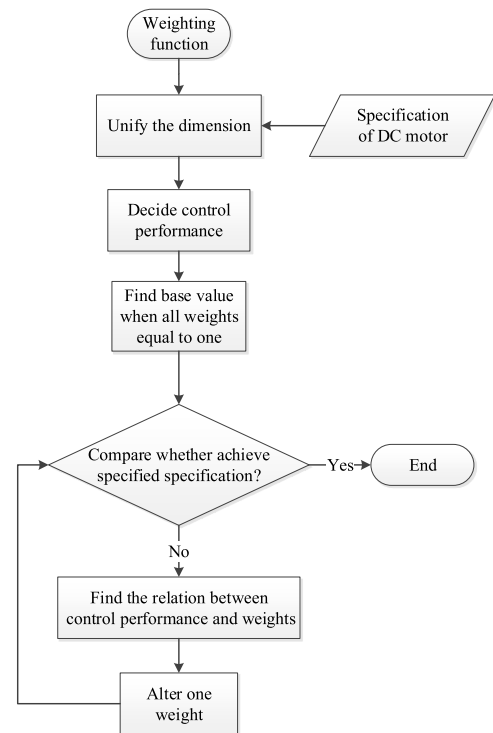 Weighting
function
Unify the dimension
Specification
of DC motor
Decide control
performance
Find base value
when all weights
equal to one
Compare whether achieve
specified specification?
Yes
End
No
Find the relation between
control performance and weights
Alter one
weight